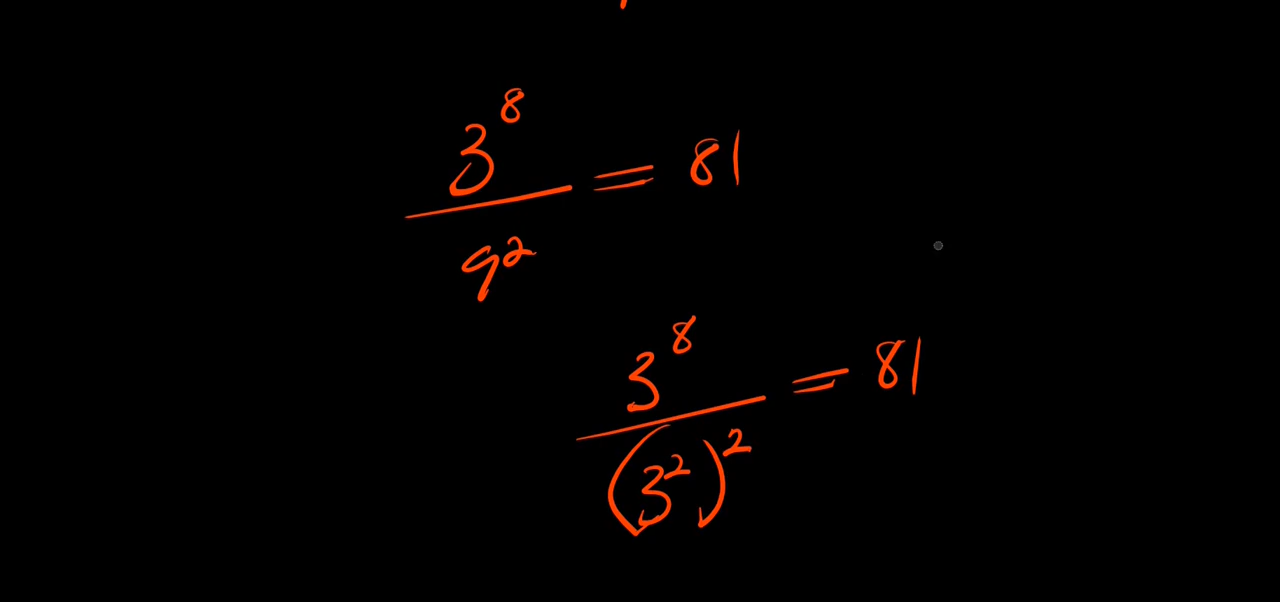 3^8 / 9^2 = 81
3^8 / (3^2)^2 = 81